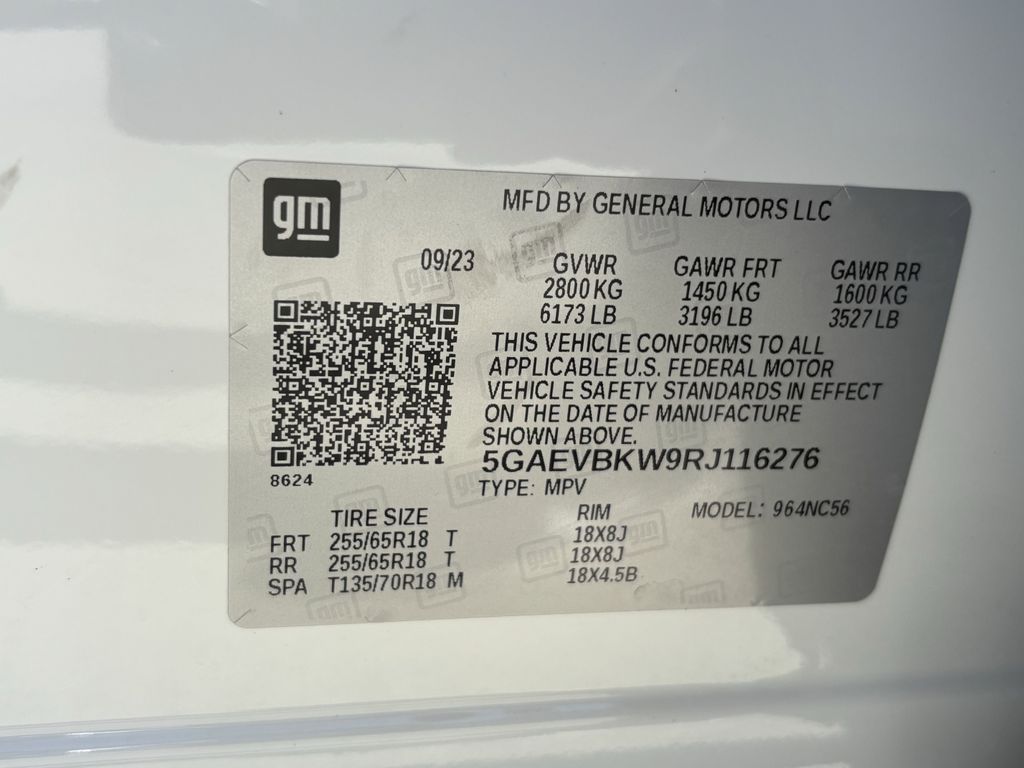 gm
MFD BY GENERAL MOTORS LLC
09/23
GVWR GAWR FRT GAWR RR
2800 KG 1450 KG 1600 KG
6173 LB 3196 LB 3527 LB
THIS VEHICLE CONFORMS TO ALL
APPLICABLE U.S. FEDERAL MOTOR
VEHICLE SAFETY STANDARDS IN EFFECT
ON THE DATE OF MANUFACTURE
SHOWN ABOVE.
5GAEVBKW9RJ116276
8624
TYPE: MPV
TIRE SIZE RIM MODEL: 964NC56
FRT 255/65R18 T 18X8J
RR 255/65R18 T 18X8J
SPA T135/70R18 M 18X4.5B